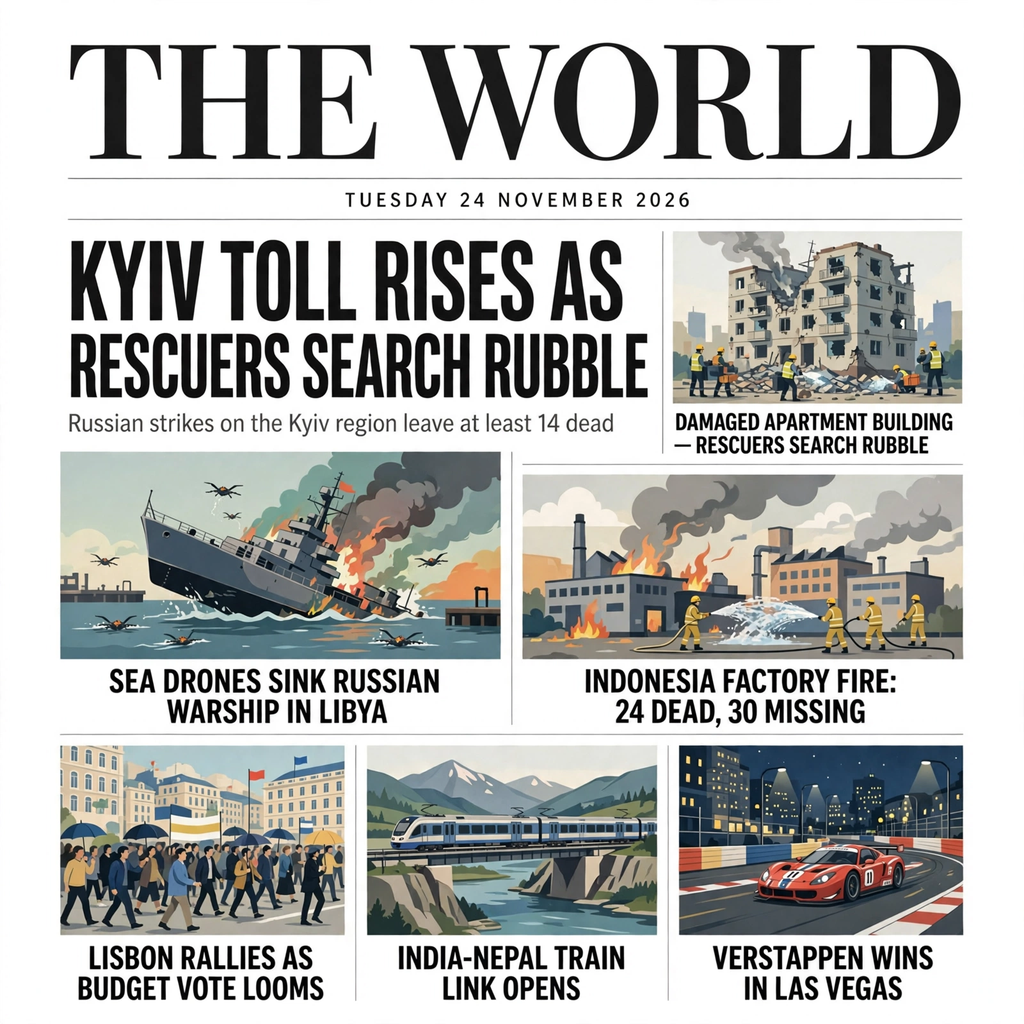 THE WORLD
TUESDAY 24 NOVEMBER 2026
KYIV TOLL RISES AS
RESCUERS SEARCH RUBBLE
Russian strikes on the Kyiv region leave at least 14 dead
DAMAGED APARTMENT BUILDING
— RESCUERS SEARCH RUBBLE
SEA DRONES SINK RUSSIAN
WARSHIP IN LIBYA
INDONESIA FACTORY FIRE:
24 DEAD, 30 MISSING
LISBON RALLIES AS
BUDGET VOTE LOOMS
INDIA-NEPAL TRAIN
LINK OPENS
11
11
VERSTAPPEN WINS
IN LAS VEGAS